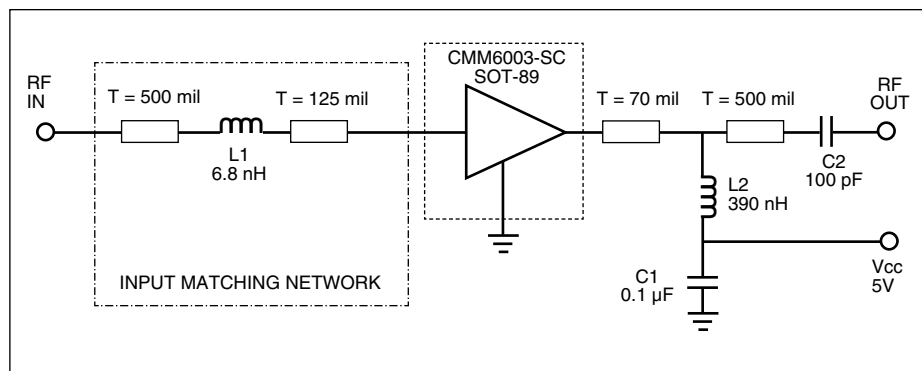 CMM6003-SC
SOT-89
RF
IN
T = 500 mil
T = 125 mil
T = 70 mil
T = 500 mil
RF
OUT
L1
6.8 nH
C2
100 pF
L2
390 nH
INPUT MATCHING NETWORK
C1
0.1 µF
Vcc
5V